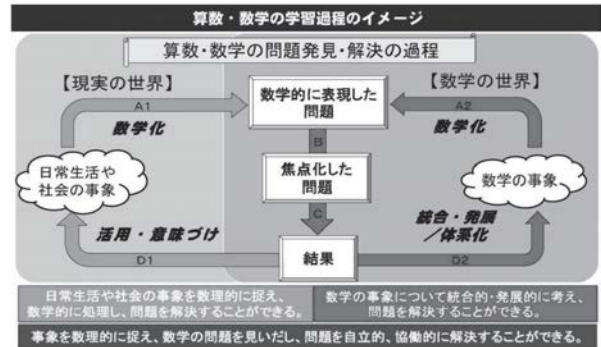 算数・数学の学習過程のイメージ
算数・数学の問題発見・解決の過程
【現実の世界】
【数学の世界】
A1
数学化
数学的に表現した
問題
A2
数学化
B
日常生活や
社会の事象
焦点化した
問題
数学の事象
C
活用・意味づけ
統合・発展
／体系化
D1
結果
D2
日常生活や社会の事象を数理的に捉え、
数学的に処理し、問題を解決することができる。
数学の事象について統合的・発展的に考え、
問題を解決することができる。
事象を数理的に捉え、数学の問題を見いだし、問題を自立的、協働的に解決することができる。